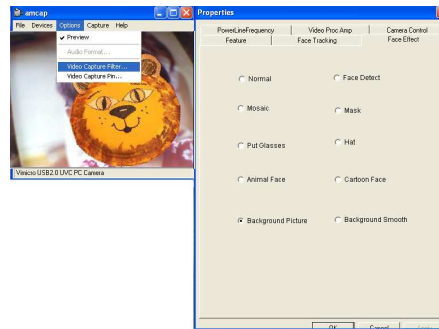 amcap
File Devices Options Capture Help
Preview
Audio Format...
Video Capture Filter...
Video Capture Pin...
Vimicro USB2.0 UVC PC Camera
Properties
PowerLineFrequency Video Proc Amp Camera Control
Feature Face Tracking Face Effect
Normal Face Detect
Mosaic Mask
Put Glasses Hat
Animal Face Cartoon Face
Background Picture Background Smooth
OK Cancel